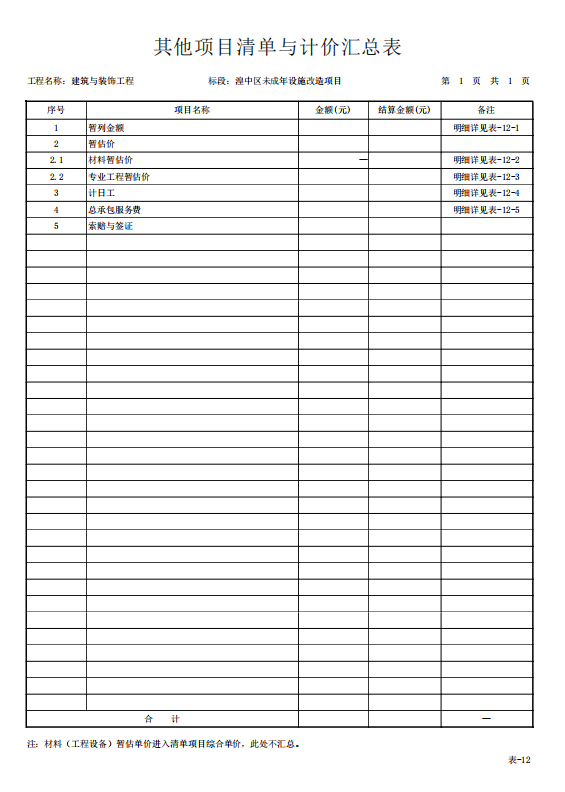 其他项目清单与计价汇总表
工程名称：建筑与装饰工程 标段：湟中区未成年设施改造项目 第 1 页 共 1 页
序号 项目名称 金额(元) 结算金额(元) 备注
1 暂列金额 明细详见表-12-1
2 暂估价
2.1 材料暂估价 — 明细详见表-12-2
2.2 专业工程暂估价 明细详见表-12-3
3 计日工 明细详见表-12-4
4 总承包服务费 明细详见表-12-5
5 索赔与签证
合 计 —
注：材料（工程设备）暂估单价进入清单项目综合单价，此处不汇总。
表-12